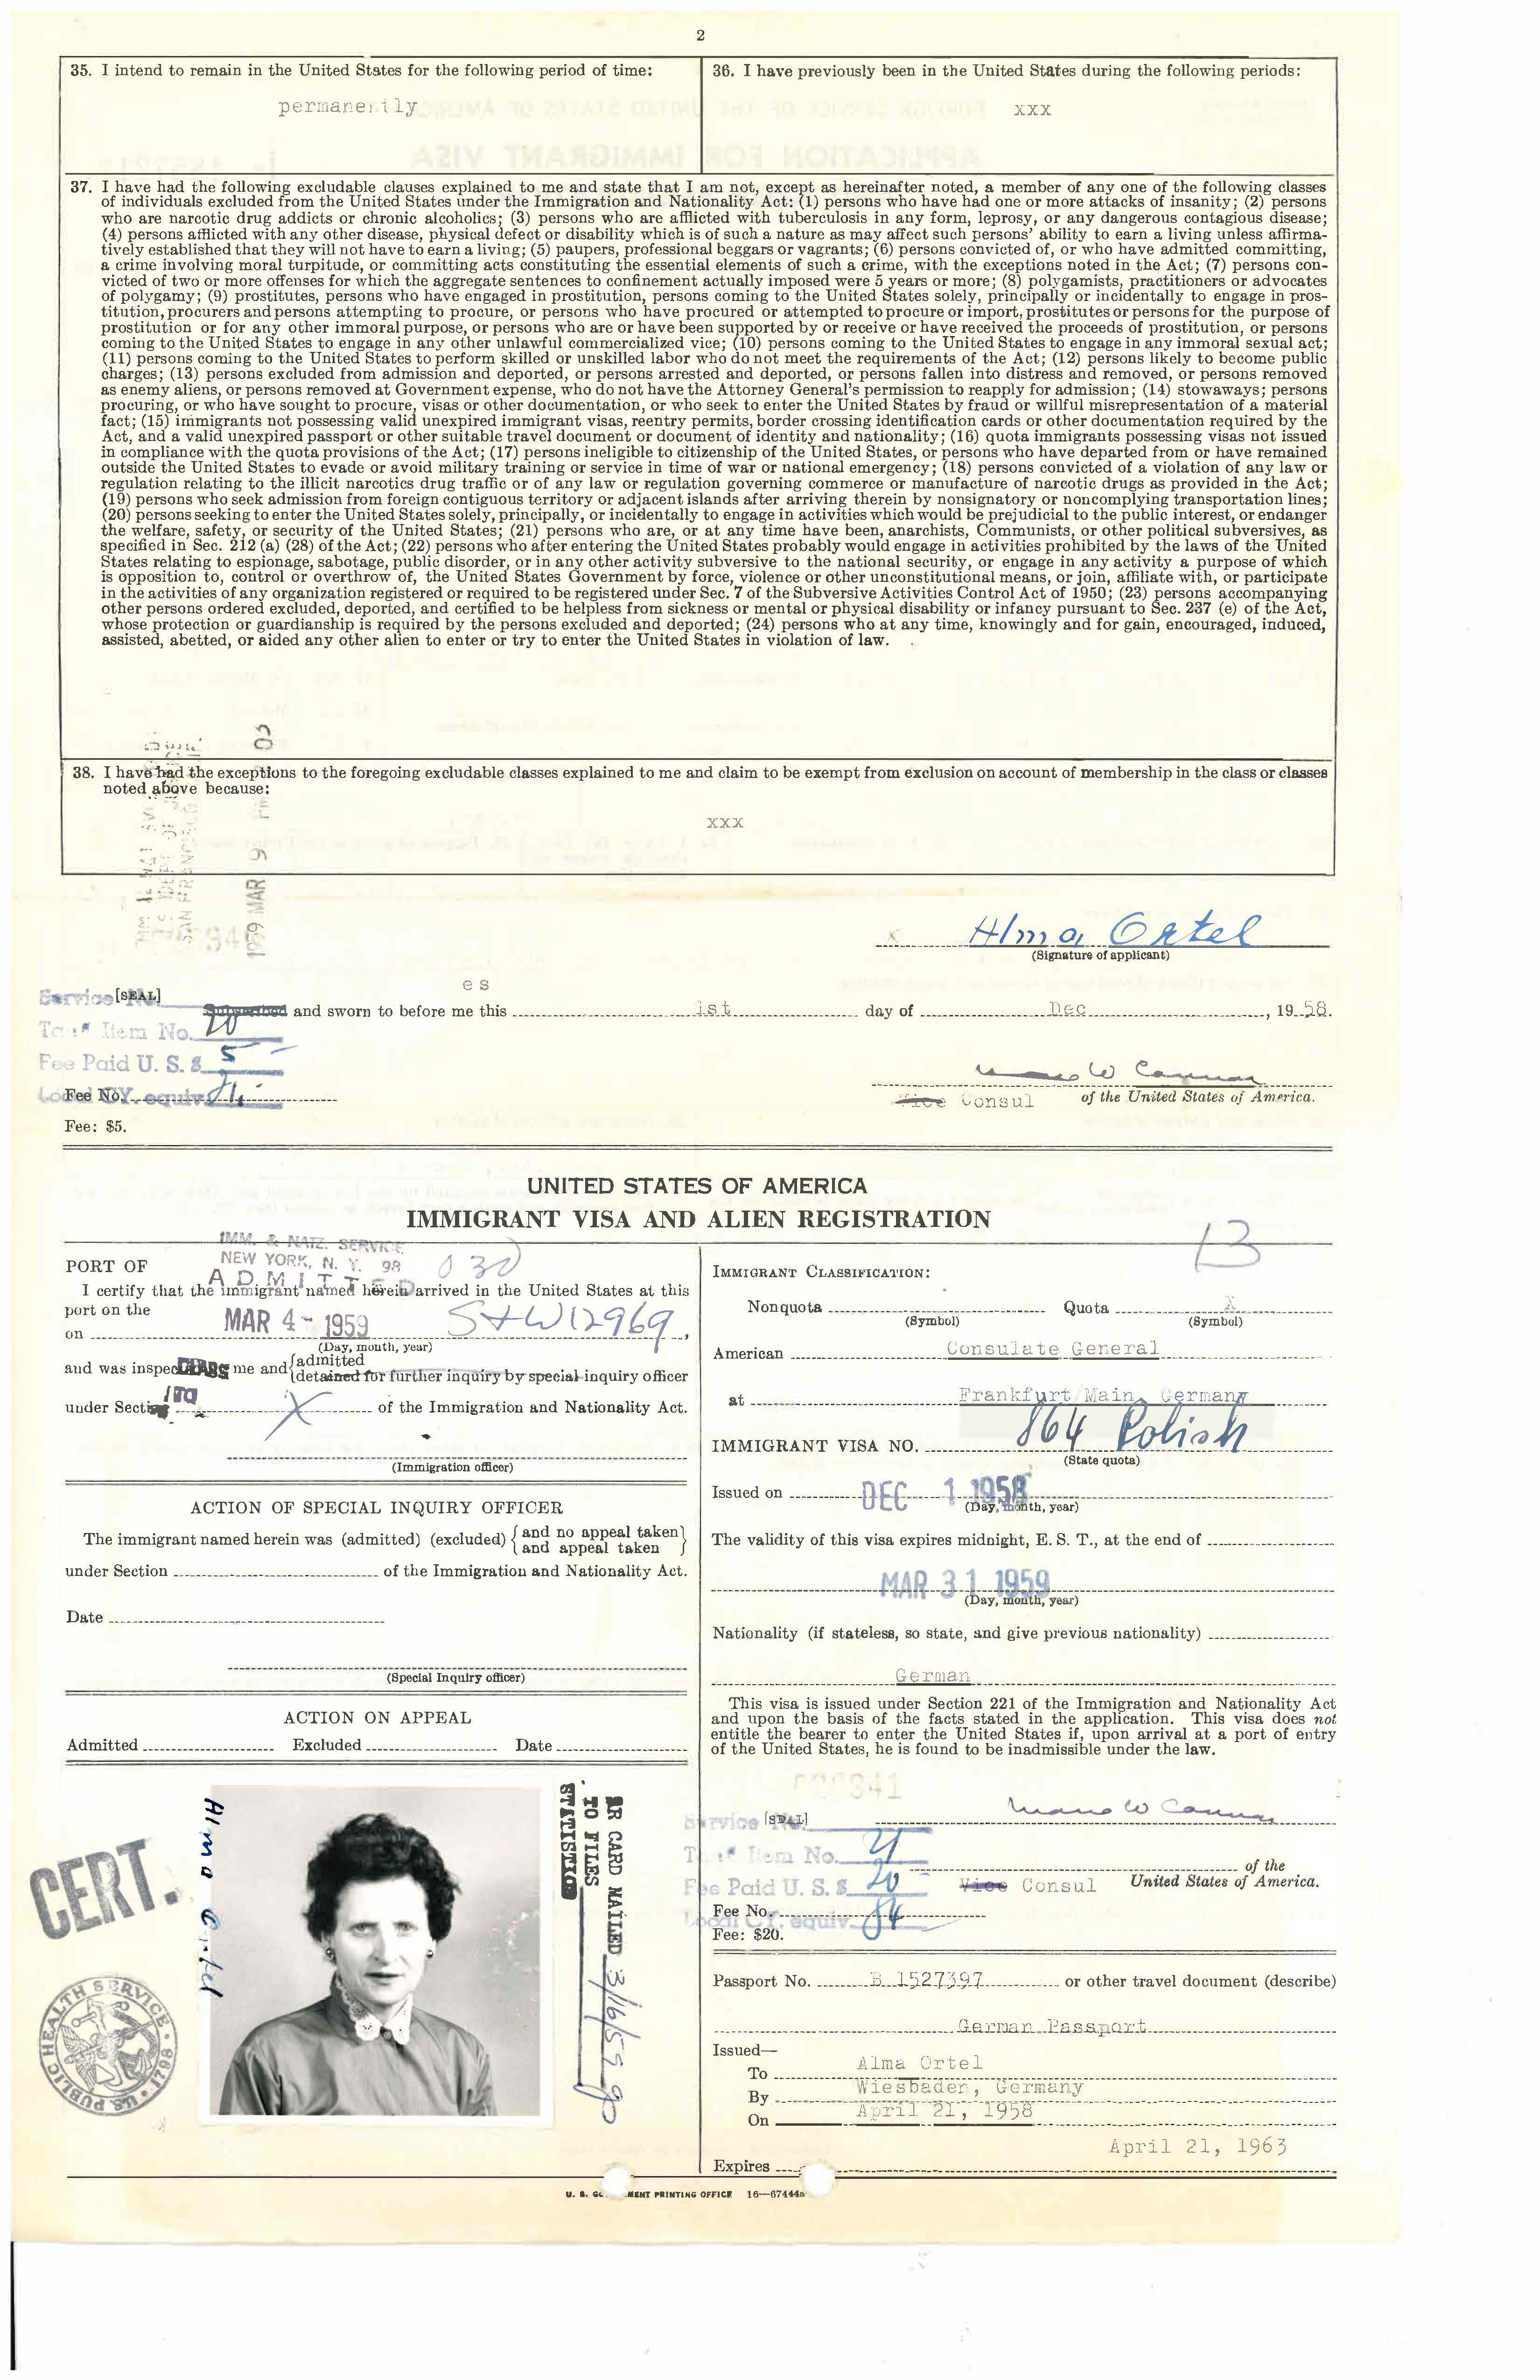 2
35. I intend to remain in the United States for the following period of time:
permanently
36. I have previously been in the United States during the following periods:
xxx
37. I have had the following excludable clauses explained to me and state that I am not, except as hereinafter noted, a member of any one of the following classes
of individuals excluded from the United States under the Immigration and Nationality Act: (1) persons who have had one or more attacks of insanity; (2) persons
who are narcotic drug addicts or chronic alcoholics; (3) persons who are afflicted with tuberculosis in any form, leprosy, or any dangerous contagious disease;
(4) persons afflicted with any other disease, physical defect or disability which is of such a nature as may affect such persons' ability to earn a living unless affirma-
tively established that they will not have to earn a living; (5) paupers, professional beggars or vagrants; (6) persons convicted of, or who have admitted committing,
a crime involving moral turpitude, or committing acts constituting the essential elements of such a crime, with the exceptions noted in the Act; (7) persons con-
victed of two or more offenses for which the aggregate sentences to confinement actually imposed were 5 years or more; (8) polygamists, practitioners or advocates
of polygamy; (9) prostitutes, persons who have engaged in prostitution, persons coming to the United States solely, principally or incidentally to engage in pros-
titution, procurers and persons attempting to procure, or persons who have procured or attempted to procure or import, prostitutes or persons for the purpose of
prostitution or for any other immoral purpose, or persons who are or have been supported by or receive or have received the proceeds of prostitution, or persons
coming to the United States to engage in any other unlawful commercialized vice; (10) persons coming to the United States to engage in any immoral sexual act;
(11) persons coming to the United States to perform skilled or unskilled labor who do not meet the requirements of the Act; (12) persons likely to become public
charges; (13) persons excluded from admission and deported, or persons arrested and deported, or persons fallen into distress and removed, or persons removed
as enemy aliens, or persons removed at Government expense, who do not have the Attorney General's permission to reapply for admission; (14) stowaways; persons
procuring, or who have sought to procure, visas or other documentation, or who seek to enter the United States by fraud or willful misrepresentation of a material
fact; (15) immigrants not possessing valid unexpired immigrant visas, reentry permits, border crossing identification cards or other documentation required by the
Act, and a valid unexpired passport or other suitable travel document or document of identity and nationality; (16) quota immigrants possessing visas not issued
in compliance with the quota provisions of the Act; (17) persons ineligible to citizenship of the United States, or persons who have departed from or have remained
outside the United States to evade or avoid military training or service in time of war or national emergency; (18) persons convicted of a violation of any law or
regulation relating to the illicit narcotics drug traffic or of any law or regulation governing commerce or manufacture of narcotic drugs as provided in the Act;
(19) persons who seek admission from foreign contiguous territory or adjacent islands after arriving therein by nonsignatory or noncomplying transportation lines;
(20) persons seeking to enter the United States solely, principally, or incidentally to engage in activities which would be prejudicial to the public interest, or endanger
the welfare, safety, or security of the United States; (21) persons who are, or at any time have been, anarchists, Communists, or other political subversives, as
specified in Sec. 212 (a) (28) of the Act; (22) persons who after entering the United States probably would engage in activities prohibited by the laws of the United
States relating to espionage, sabotage, public disorder, or in any other activity subversive to the national security, or engage in any activity a purpose of which
is opposition to, control or overthrow of, the United States Government by force, violence or other unconstitutional means, or join, affiliate with, or participate
in the activities of any organization registered or required to be registered under Sec. 7 of the Subversive Activities Control Act of 1950; (23) persons accompanying
other persons ordered excluded, deported, and certified to be helpless from sickness or mental or physical disability or infancy pursuant to Sec. 237 (e) of the Act,
whose protection or guardianship is required by the persons excluded and deported; (24) persons who at any time, knowingly and for gain, encouraged, induced,
assisted, abetted, or aided any other alien to enter or try to enter the United States in violation of law.
38. I have had the exceptions to the foregoing excludable classes explained to me and claim to be exempt from exclusion on account of membership in the class or classes
noted above because:
xxx
1959 MAR 9
Alma Ortel
(Signature of applicant)
es
Service No. [SEAL]
and sworn to before me this 1st day of Dec , 19 58.
Item No. 20
Fee Paid U. S. $ 5
Fee No.
Local CY. equiv.
Vice Consul of the United States of America.
Fee: $5.
UNITED STATES OF AMERICA
IMMIGRANT VISA AND ALIEN REGISTRATION
13
IMM. & NATZ. SERVICE
NEW YORK, N. Y. 98
ADMITTED
030
PORT OF
I certify that the immigrant named herein arrived in the United States at this
port on the
on MAR 4 - 1959
(Day, month, year)
and was inspected by me and {admitted
{detained for further inquiry by special inquiry officer
CLASS
under Section X of the Immigration and Nationality Act.
(Immigration officer)
ACTION OF SPECIAL INQUIRY OFFICER
The immigrant named herein was (admitted) (excluded) {and no appeal taken}
{and appeal taken}
under Section of the Immigration and Nationality Act.
Date
(Special Inquiry officer)
ACTION ON APPEAL
Admitted Excluded Date
Alma Ortel
CERT.
U.S. PUBLIC HEALTH SERVICE 1798
AR CARD MAILED 3/16/59
TO FILES
STATISTICS
IMMIGRANT CLASSIFICATION:
Nonquota Quota X
(Symbol) (Symbol)
American Consulate General
at Frankfurt/Main, Germany
IMMIGRANT VISA NO. 864 Polish
(State quota)
Issued on DEC 1 1958
(Day, month, year)
The validity of this visa expires midnight, E. S. T., at the end of
MAR 31 1959
(Day, month, year)
Nationality (if stateless, so state, and give previous nationality)
German
This visa is issued under Section 221 of the Immigration and Nationality Act
and upon the basis of the facts stated in the application. This visa does not
entitle the bearer to enter the United States if, upon arrival at a port of entry
of the United States, he is found to be inadmissible under the law.
Service No. [SEAL]
Item No. 21
Fee Paid U. S. $ 20
of the
Vice Consul United States of America.
Fee No.
Local CY. equiv. 84
Fee: $20.
Passport No. B 1527397 or other travel document (describe)
German Passport
Issued—
To Alma Ortel
By Wiesbaden, Germany
On April 21, 1958
April 21, 1963
Expires
16—67444a